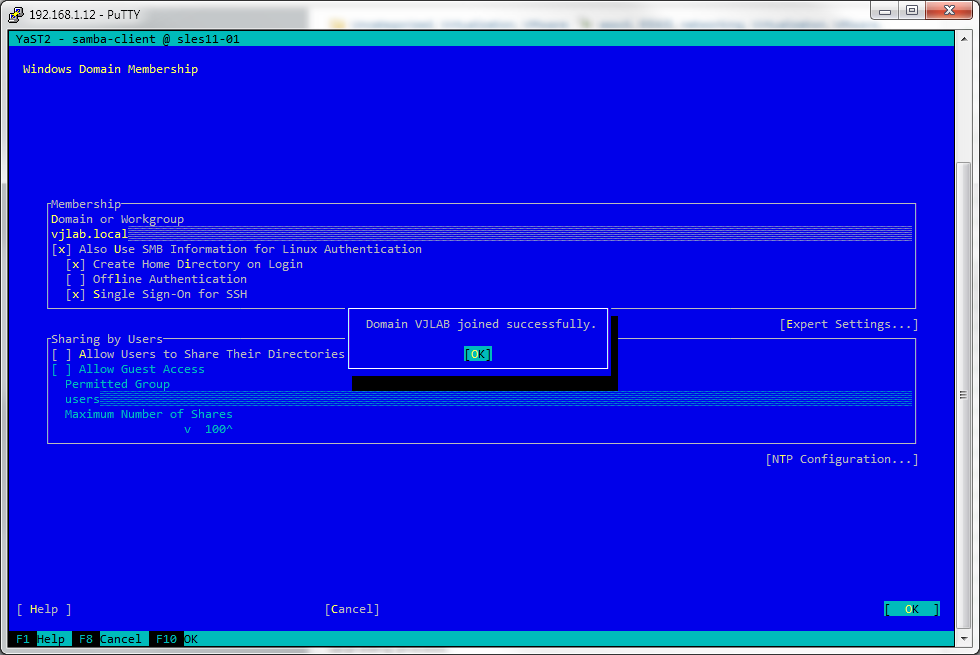 192.168.1.12 - PuTTY
YaST2 - samba-client @ sles11-01
Windows Domain Membership
Membership
Domain or Workgroup
vjlab.local
[x] Also Use SMB Information for Linux Authentication
[x] Create Home Directory on Login
[ ] Offline Authentication
[x] Single Sign-On for SSH
Domain VJLAB joined successfully.
[OK]
[Expert Settings...]
Sharing by Users
[ ] Allow Users to Share Their Directories
[ ] Allow Guest Access
Permitted Group
users
Maximum Number of Shares
v 100^
[NTP Configuration...]
[ Help ] [Cancel] [ OK ]
F1 Help F8 Cancel F10 OK